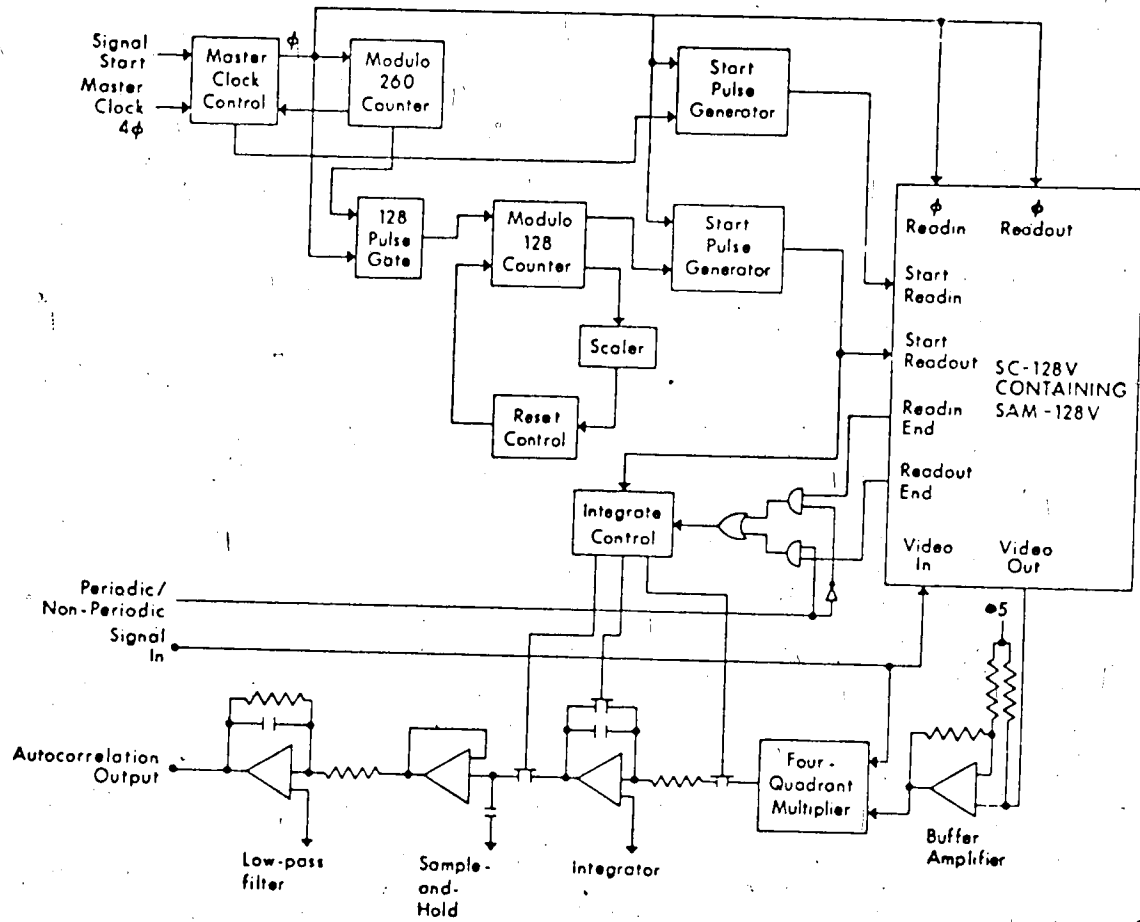 Signal
Start
Master
Clock
4ϕ
Master
Clock
Control
ϕ
Modulo
260
Counter
Start
Pulse
Generator
128
Pulse
Gate
Modulo
128
Counter
Start
Pulse
Generator
Scaler
Reset
Control
ϕ
Readin
ϕ
Readout
Start
Readin
Start
Readout
SC-128V
CONTAINING
SAM-128V
Readin
End
Readout
End
Video
In
Video
Out
Integrate
Control
Periodic/
Non-Periodic
Signal
In
5
Autocorrelation
Output
Four-
Quadrant
Multiplier
Buffer
Amplifier
Low-pass
filter
Sample-
and-
Hold
integrator